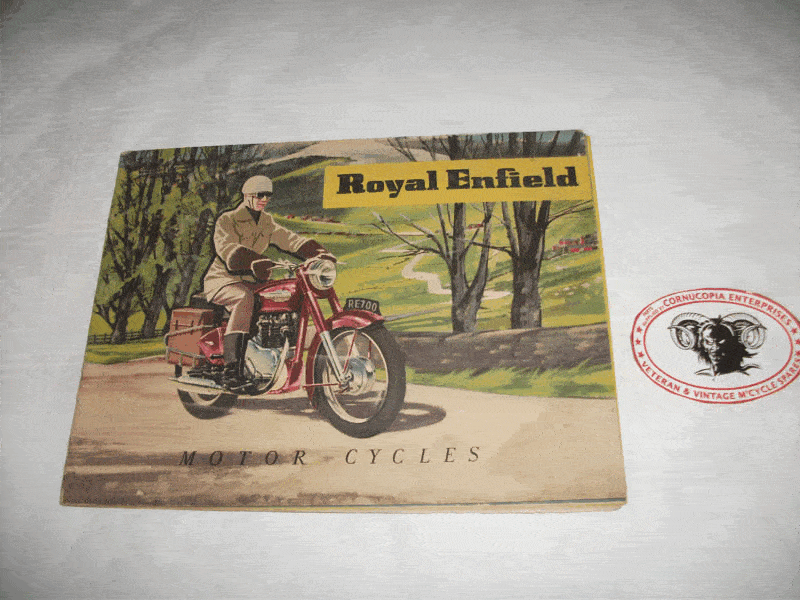 Royal Enfield
RE700
MOTOR CYCLES
CORNUCOPIA ENTERPRISES
VETERAN & VINTAGE M'CYCLE SPARES